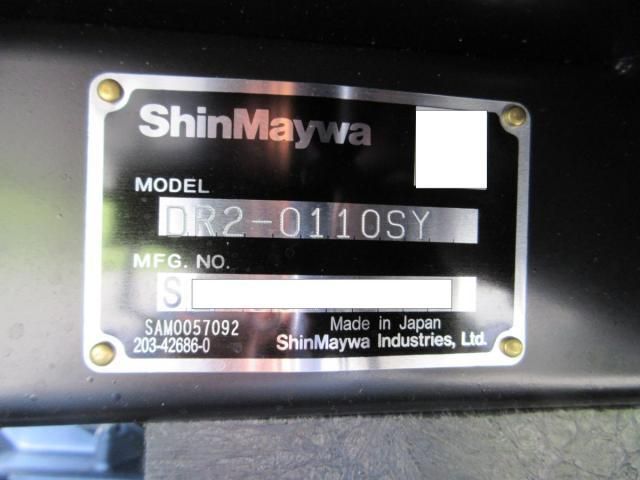 ShinMaywa
MODEL
DR2-0110SY
MFG. NO.
S
SAM0057092
203-42686-0
Made in Japan
ShinMaywa Industries, Ltd.